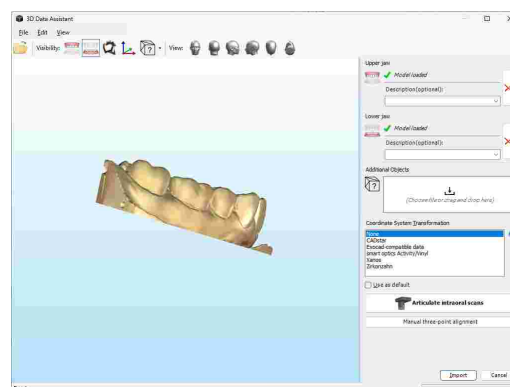 3D Data Assistant
File Edit View
Visibility: View:
Upper jaw
Model loaded
Description(optional):
Lower jaw
Model loaded
Description(optional):
Additional Objects
(Choose file or drag and drop here)
Coordinate System Transformation
None
CADstar
Exocad-compatible data
smart optics Activity/Vinyl
Xenos
Zirkonzahn
Use as default
Articulate intraoral scans
Manual three-point alignment
Import Cancel